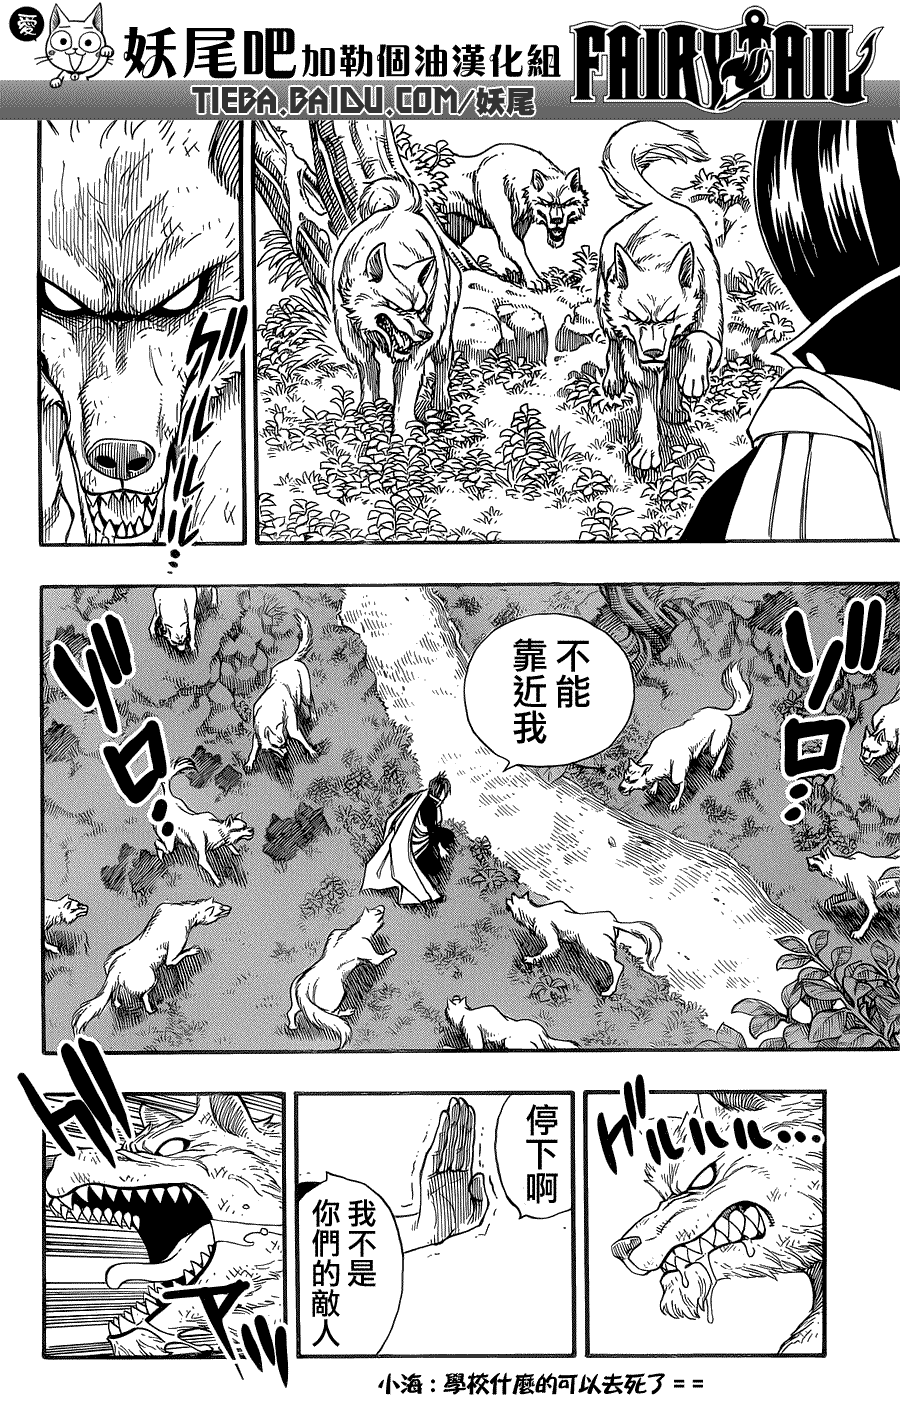 愛
妖尾吧 加勒個油漢化組
FAIRY TAIL
TIEBA.BAIDU.COM/妖尾
グルルル…
不能
靠近我
ゾロ…
ゾロ…
グルルルル…
停下啊
我不是
你們的敵人
ガアッ
小海：學校什麼的可以去死了 = =